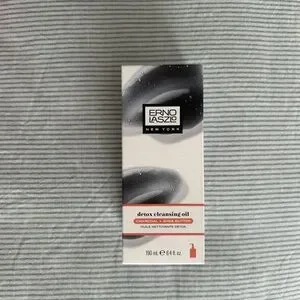 ERNO
LASZLO
NEW YORK
detox cleansing oil
CHARCOAL + SHEA BUTTER
HUILE NETTOYANTE DETOX
190 mL ℮ 6.4 fl. oz.